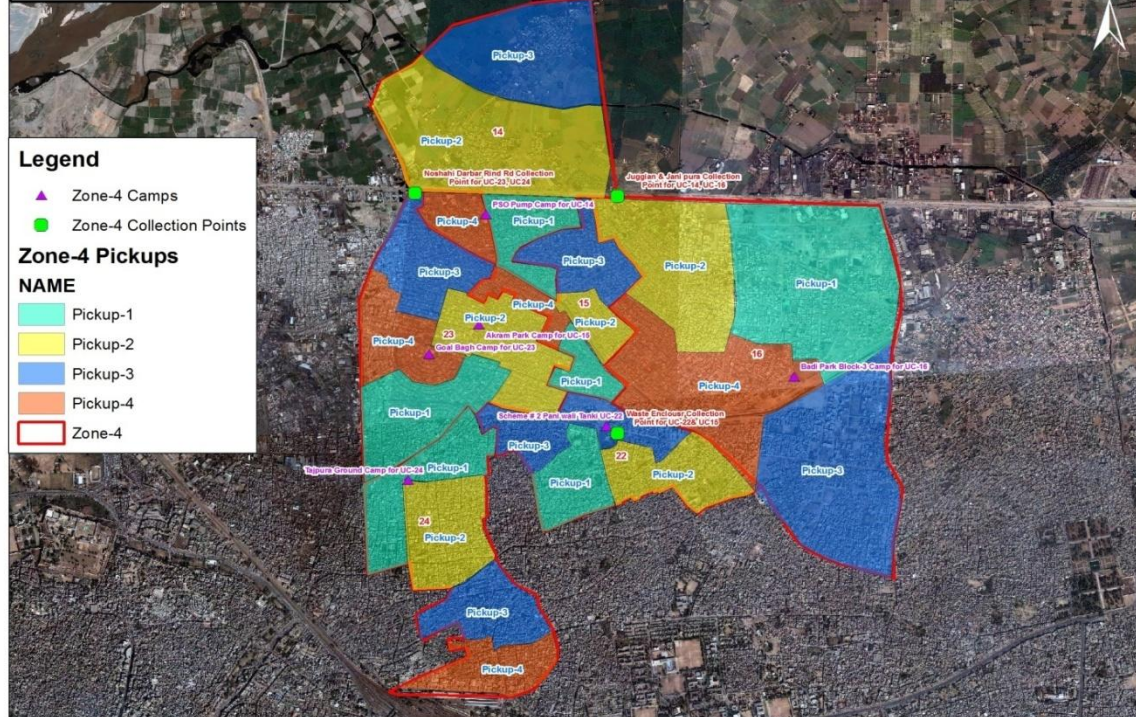 Pickup-3
14
Pickup-2
Legend
Zone-4 Camps
Zone-4 Collection Points
Zone-4 Pickups
NAME
Pickup-1
Pickup-2
Pickup-3
Pickup-4
Zone-4
Noshahi Darbar Rind Rd Collection
Point for UC-23, UC24
Juggian & Jani pura Collection
Point for UC-14, UC-16
PSO Pump Camp for UC-14
Pickup-4
Pickup-1
Pickup-3
Pickup-3
Pickup-2
Pickup-1
Pickup-4
15
Pickup-2
Pickup-2
23
Akram Park Camp for UC-15
Pickup-4
Goal Bagh Camp for UC-23
16
Badi Park Block-3 Camp for UC-16
Pickup-1
Pickup-4
Pickup-1
Scheme # 2 Pani wali Tanki UC-22
Waste Enclousr Collection
Point for UC-22& UC15
Pickup-3
22
Pickup-1
Pickup-2
Pickup-3
Tajpura Ground Camp for UC-24
Pickup-1
24
Pickup-2
Pickup-3
Pickup-4